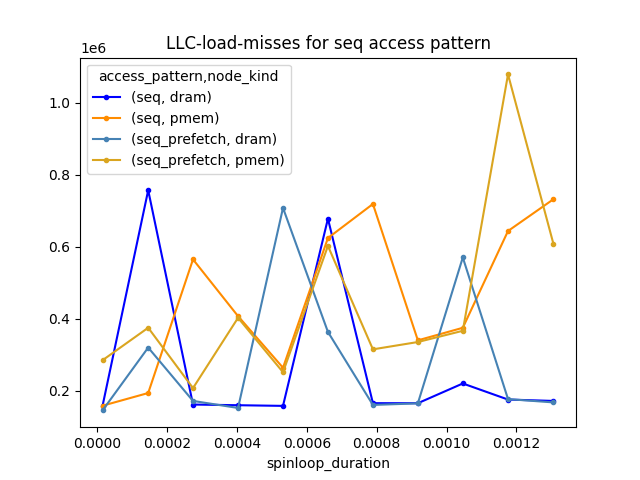 LLC-load-misses for seq access pattern
1e6
access_pattern,node_kind
(seq, dram)
(seq, pmem)
(seq_prefetch, dram)
(seq_prefetch, pmem)
1.0
0.8
0.6
0.4
0.2
0.0000 0.0002 0.0004 0.0006 0.0008 0.0010 0.0012
spinloop_duration